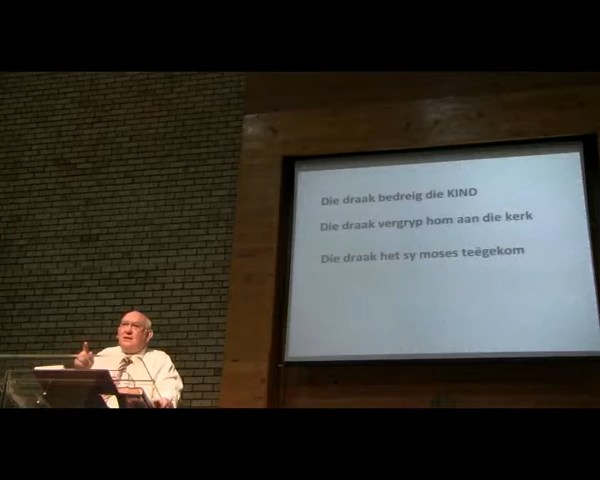 Die draak bedreig die KIND
Die draak vergryp hom aan die kerk
Die draak het sy moses teëgekom